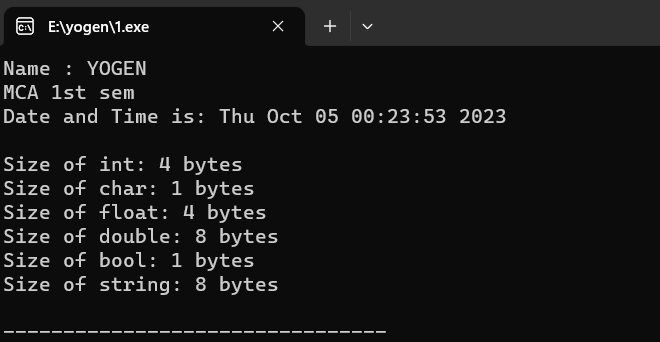 E:\yogen\1.exe
Name : YOGEN
MCA 1st sem
Date and Time is: Thu Oct 05 00:23:53 2023
Size of int: 4 bytes
Size of char: 1 bytes
Size of float: 4 bytes
Size of double: 8 bytes
Size of bool: 1 bytes
Size of string: 8 bytes
--------------------------------